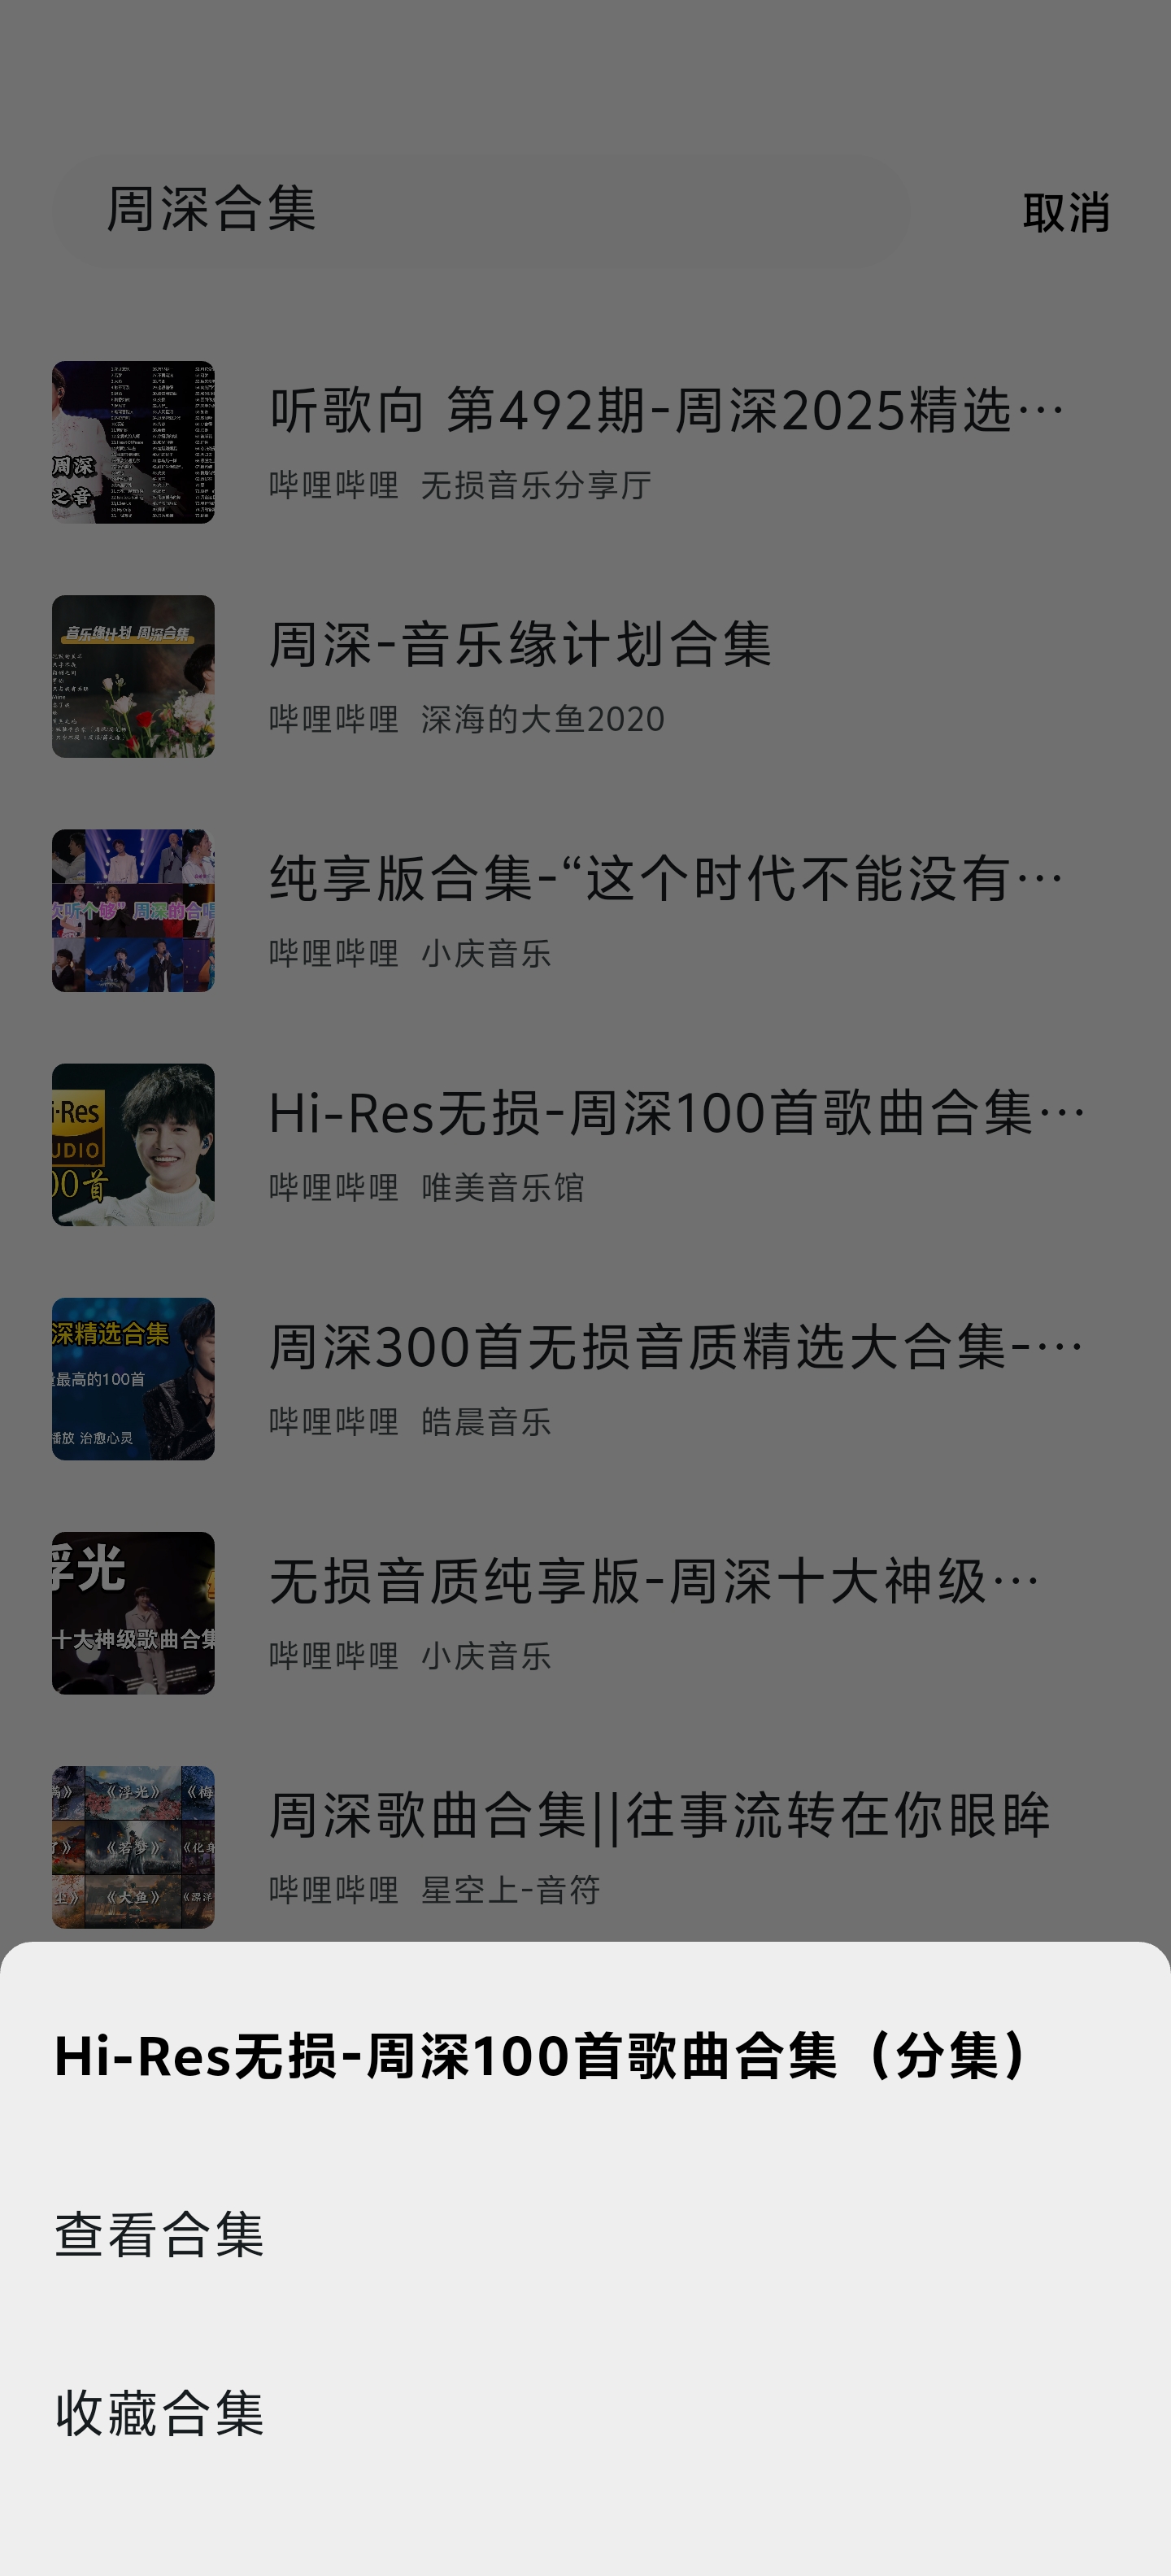 周深合集
取消
听歌向 第492期-周深2025精选…
哔哩哔哩 无损音乐分享厅
周深
之音
周深-音乐缘计划合集
哔哩哔哩 深海的大鱼2020
音乐缘计划 周深合集
纯享版合集-“这个时代不能没有…
哔哩哔哩 小庆音乐
听个够” 周深的合唱
Hi-Res无损-周深100首歌曲合集…
哔哩哔哩 唯美音乐馆
i-Res
UDIO
00首
周深300首无损音质精选大合集-…
哔哩哔哩 皓晨音乐
深精选合集
最高的100首
播放 治愈心灵
无损音质纯享版-周深十大神级…
哔哩哔哩 小庆音乐
浮光
十大神级歌曲合集
周深歌曲合集||往事流转在你眼眸
哔哩哔哩 星空上-音符
《浮光》 《梅
《若梦》 《化身
《大鱼》 《漂洋
Hi-Res无损-周深100首歌曲合集（分集）
查看合集
收藏合集